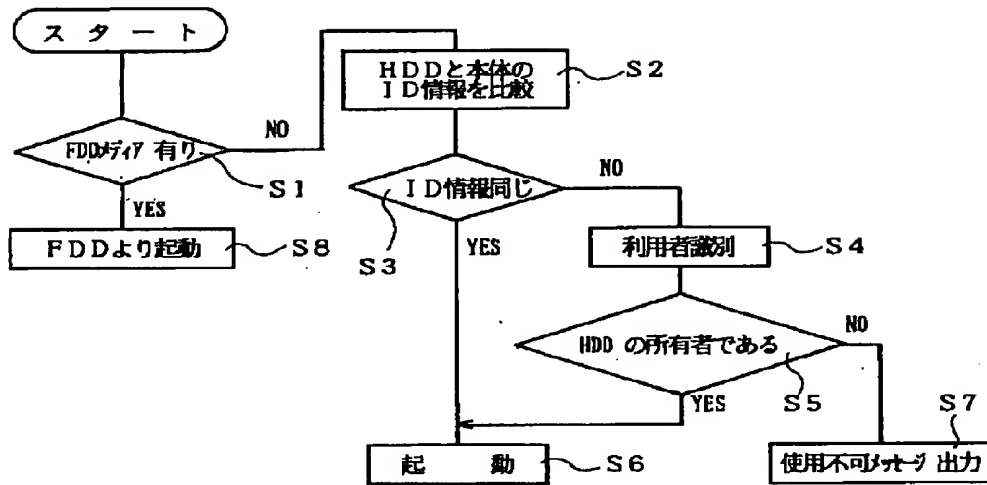 スタート
FDDメディア 有り
NO
S1
YES
FDDより起動
S8
HDDと本体の
ID情報を比較
S2
ID情報同じ
NO
S3
YES
利用者識別
S4
HDD の所有者である
NO
S5
YES
起 動
S6
S7
使用不可メッセージ 出力